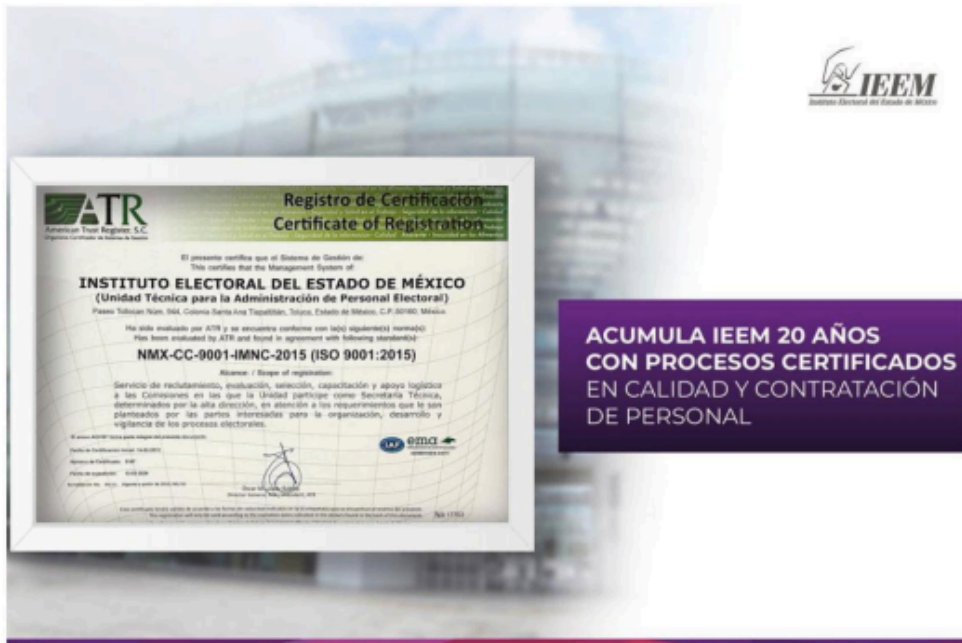 IEEM
Instituto Electoral del Estado de México
ATR
American Trust Register, S.C.
Organismo Certificador de Sistemas de Gestión
Registro de Certificación
Certificate of Registration
El presente certifica que el Sistema de Gestión de:
This certifies that the Management System of:
INSTITUTO ELECTORAL DEL ESTADO DE MÉXICO
(Unidad Técnica para la Administración de Personal Electoral)
Paseo Tollocan Núm. 944, Colonia Santa Ana Tlapaltitlán, Toluca, Estado de México, C.P. 50160, México
Ha sido evaluado por ATR y se encuentra conforme con la(s) siguiente(s) norma(s):
Has been evaluated by ATR and found in agreement with following standard(s):
NMX-CC-9001-IMNC-2015 (ISO 9001:2015)
Alcance: / Scope of registration:
Servicio de reclutamiento, evaluación, selección, capacitación y apoyo logístico
a las Comisiones en las que la Unidad participe como Secretaría Técnica,
determinados por la alta dirección, en atención a los requerimientos que le son
planteados por las partes interesadas para la organización, desarrollo y
vigilancia de los procesos electorales.
IAF
ema
ACUMULA IEEM 20 AÑOS
CON PROCESOS CERTIFICADOS
EN CALIDAD Y CONTRATACIÓN
DE PERSONAL